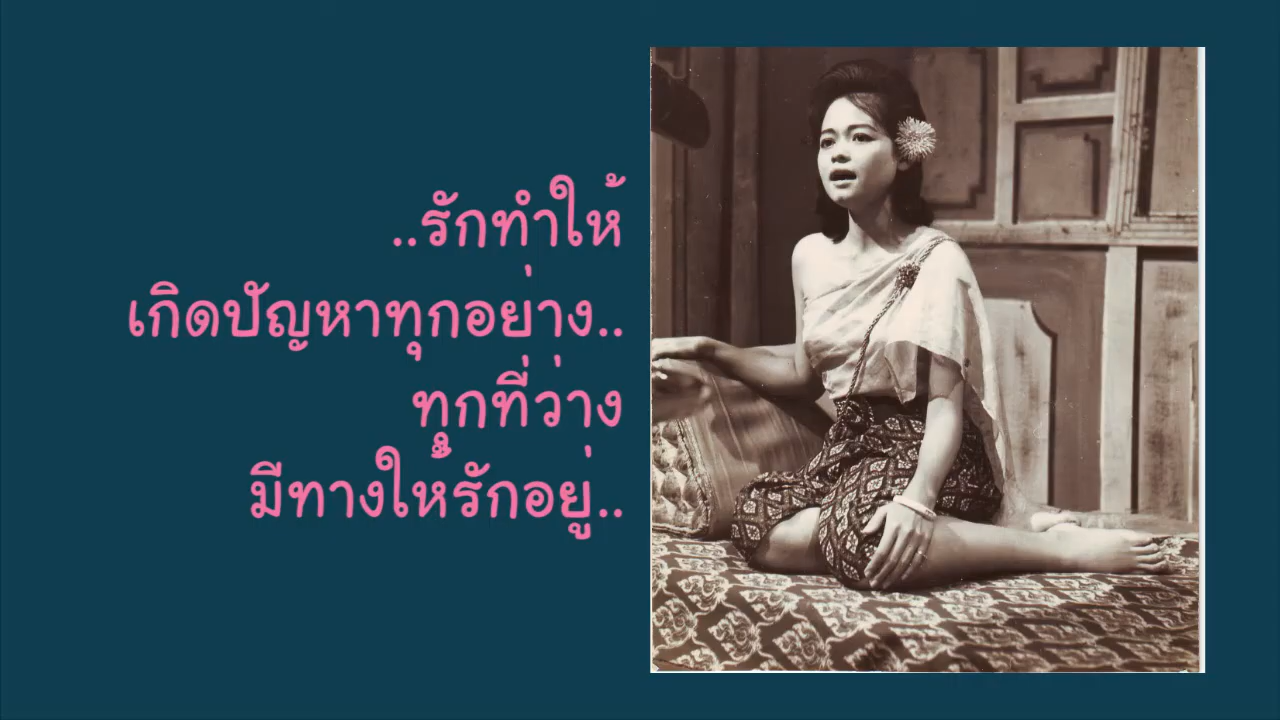 ..รักทำให้
เกิดปัญหาทุกอย่าง..
ทุกที่ว่าง
มีทางให้รักอยู่..